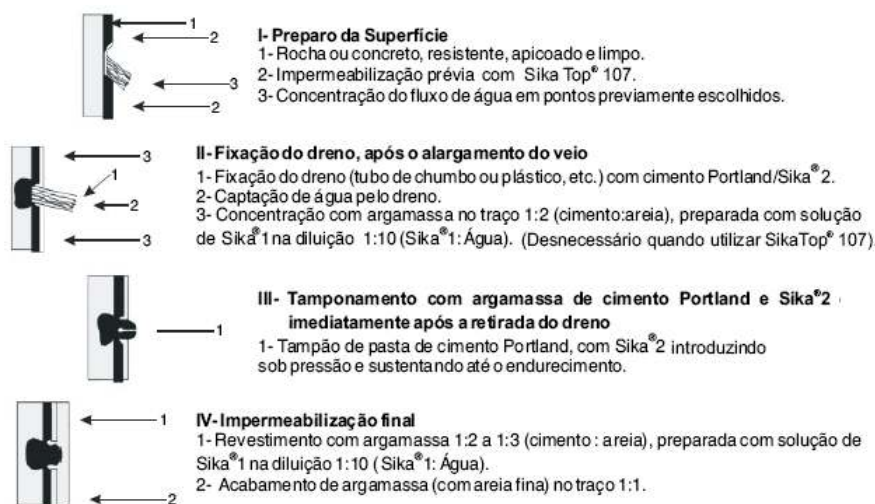 1
2
3
2
I- Preparo da Superfície
1- Rocha ou concreto, resistente, apicoado e limpo.
2- Impermeabilização prévia com Sika Top® 107.
3- Concentração do fluxo de água em pontos previamente escolhidos.
3
1
2
3
II- Fixação do dreno, após o alargamento do veio
1- Fixação do dreno (tubo de chumbo ou plástico, etc.) com cimento Portland/Sika® 2.
2- Captação de água pelo dreno.
3- Concentração com argamassa no traço 1:2 (cimento:areia), preparada com solução
de Sika®1 na diluição 1:10 (Sika®1: Água). (Desnecessário quando utilizar SikaTop® 107)
1
III- Tamponamento com argamassa de cimento Portland e Sika®2
imediatamente após a retirada do dreno
1- Tampão de pasta de cimento Portland, com Sika®2 introduzindo
sob pressão e sustentando até o endurecimento.
1
2
IV- Impermeabilização final
1- Revestimento com argamassa 1:2 a 1:3 (cimento : areia), preparada com solução de
Sika®1 na diluição 1:10 ( Sika®1: Água).
2- Acabamento de argamassa (com areia fina) no traço 1:1.